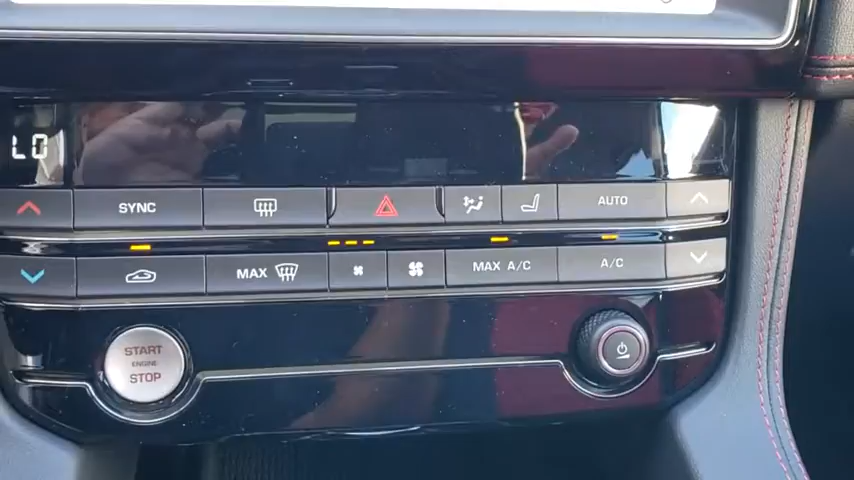 LO
SYNC
AUTO
MAX
MAX A/C
A/C
START
ENGINE
STOP